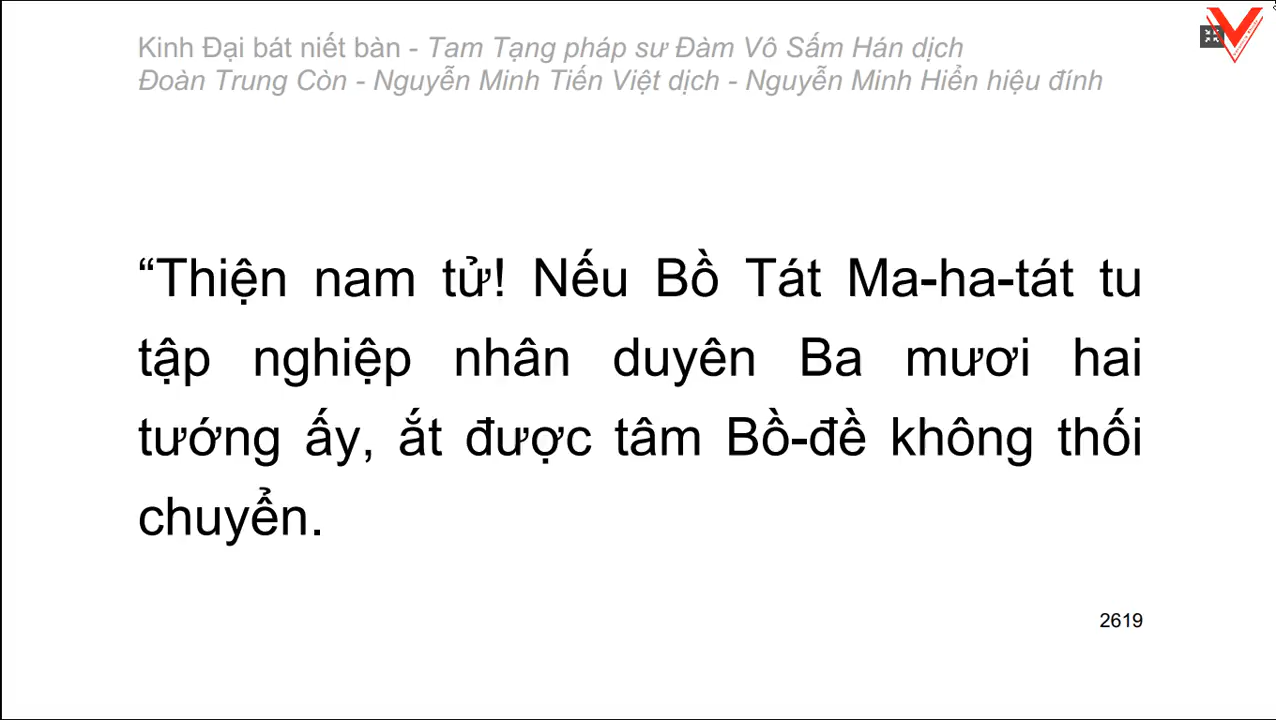 Kinh Đại bát niết bàn - Tam Tạng pháp sư Đàm Vô Sấm Hán dịch
Đoàn Trung Còn - Nguyễn Minh Tiến Việt dịch - Nguyễn Minh Hiển hiệu đính
“Thiện nam tử! Nếu Bồ Tát Ma-ha-tát tu
tập nghiệp nhân duyên Ba mươi hai
tướng ấy, ắt được tâm Bồ-đề không thối
chuyển.
2619